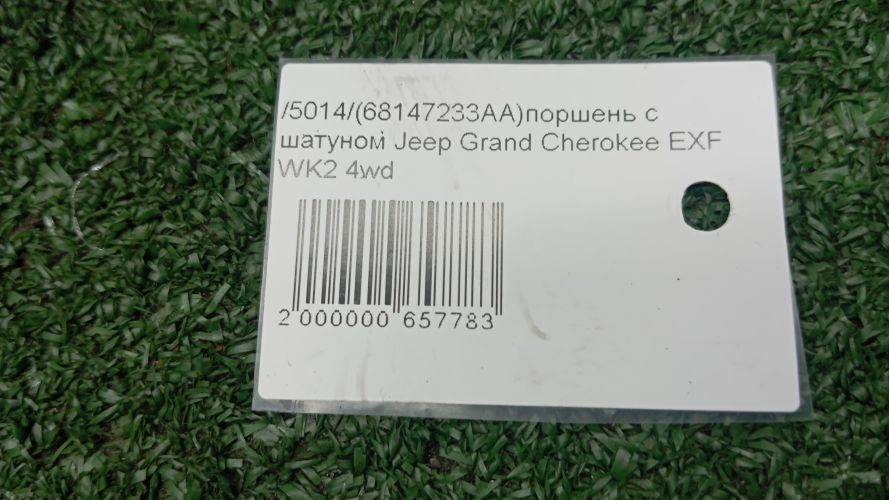 /5014/(68147233AA)поршень с
шатуном Jeep Grand Cherokee EXF
WK2 4wd
2 000000 657783